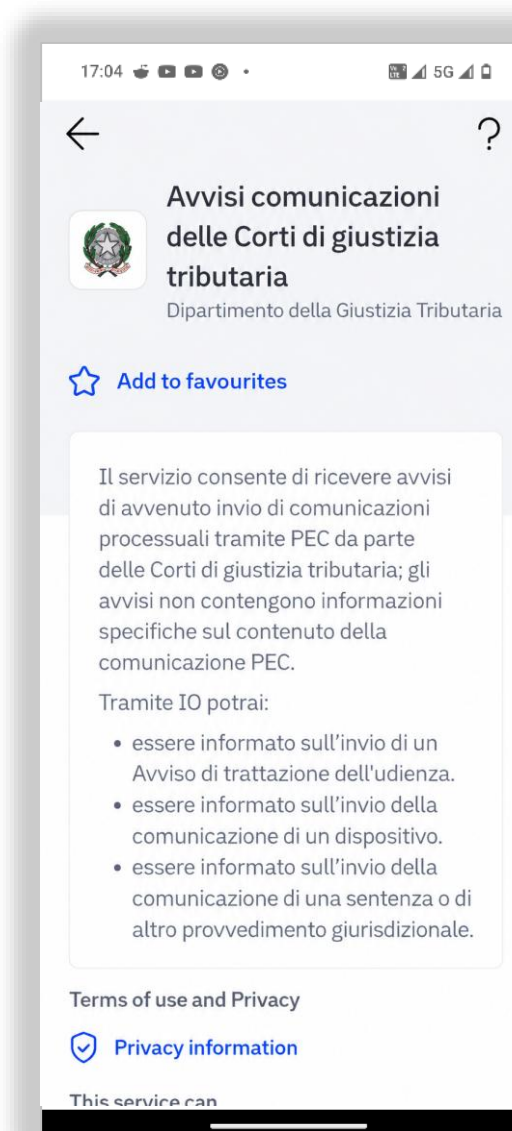 17:04
5G
?
Avvisi comunicazioni
delle Corti di giustizia
tributaria
Dipartimento della Giustizia Tributaria
Add to favourites
Il servizio consente di ricevere avvisi
di avvenuto invio di comunicazioni
processuali tramite PEC da parte
delle Corti di giustizia tributaria; gli
avvisi non contengono informazioni
specifiche sul contenuto della
comunicazione PEC.
Tramite IO potrai:
• essere informato sull'invio di un
Avviso di trattazione dell'udienza.
• essere informato sull'invio della
comunicazione di un dispositivo.
• essere informato sull'invio della
comunicazione di una sentenza o di
altro provvedimento giurisdizionale.
Terms of use and Privacy
Privacy information
This service can